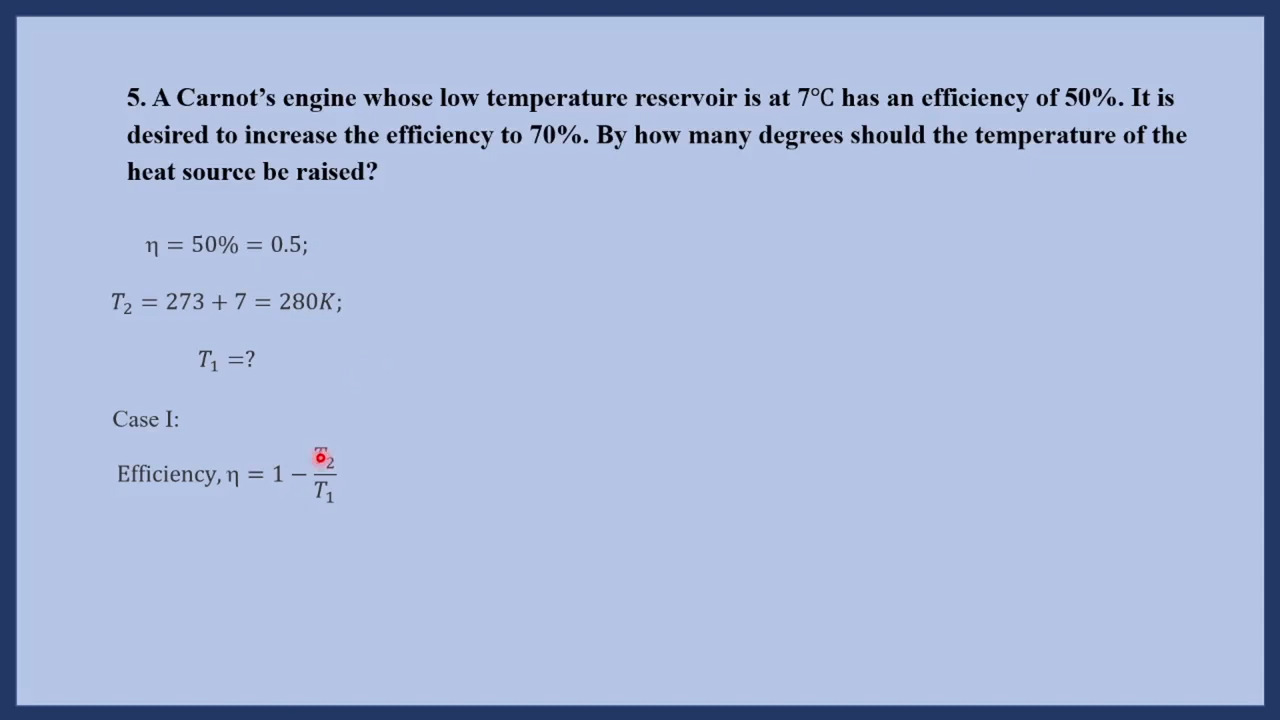 5. A Carnot’s engine whose low temperature reservoir is at 7℃ has an efficiency of 50%. It is
desired to increase the efficiency to 70%. By how many degrees should the temperature of the
heat source be raised?
η = 50% = 0.5;
T₂ = 273 + 7 = 280K;
T₁ =?
Case I:
Efficiency, η = 1 − T₂/T₁